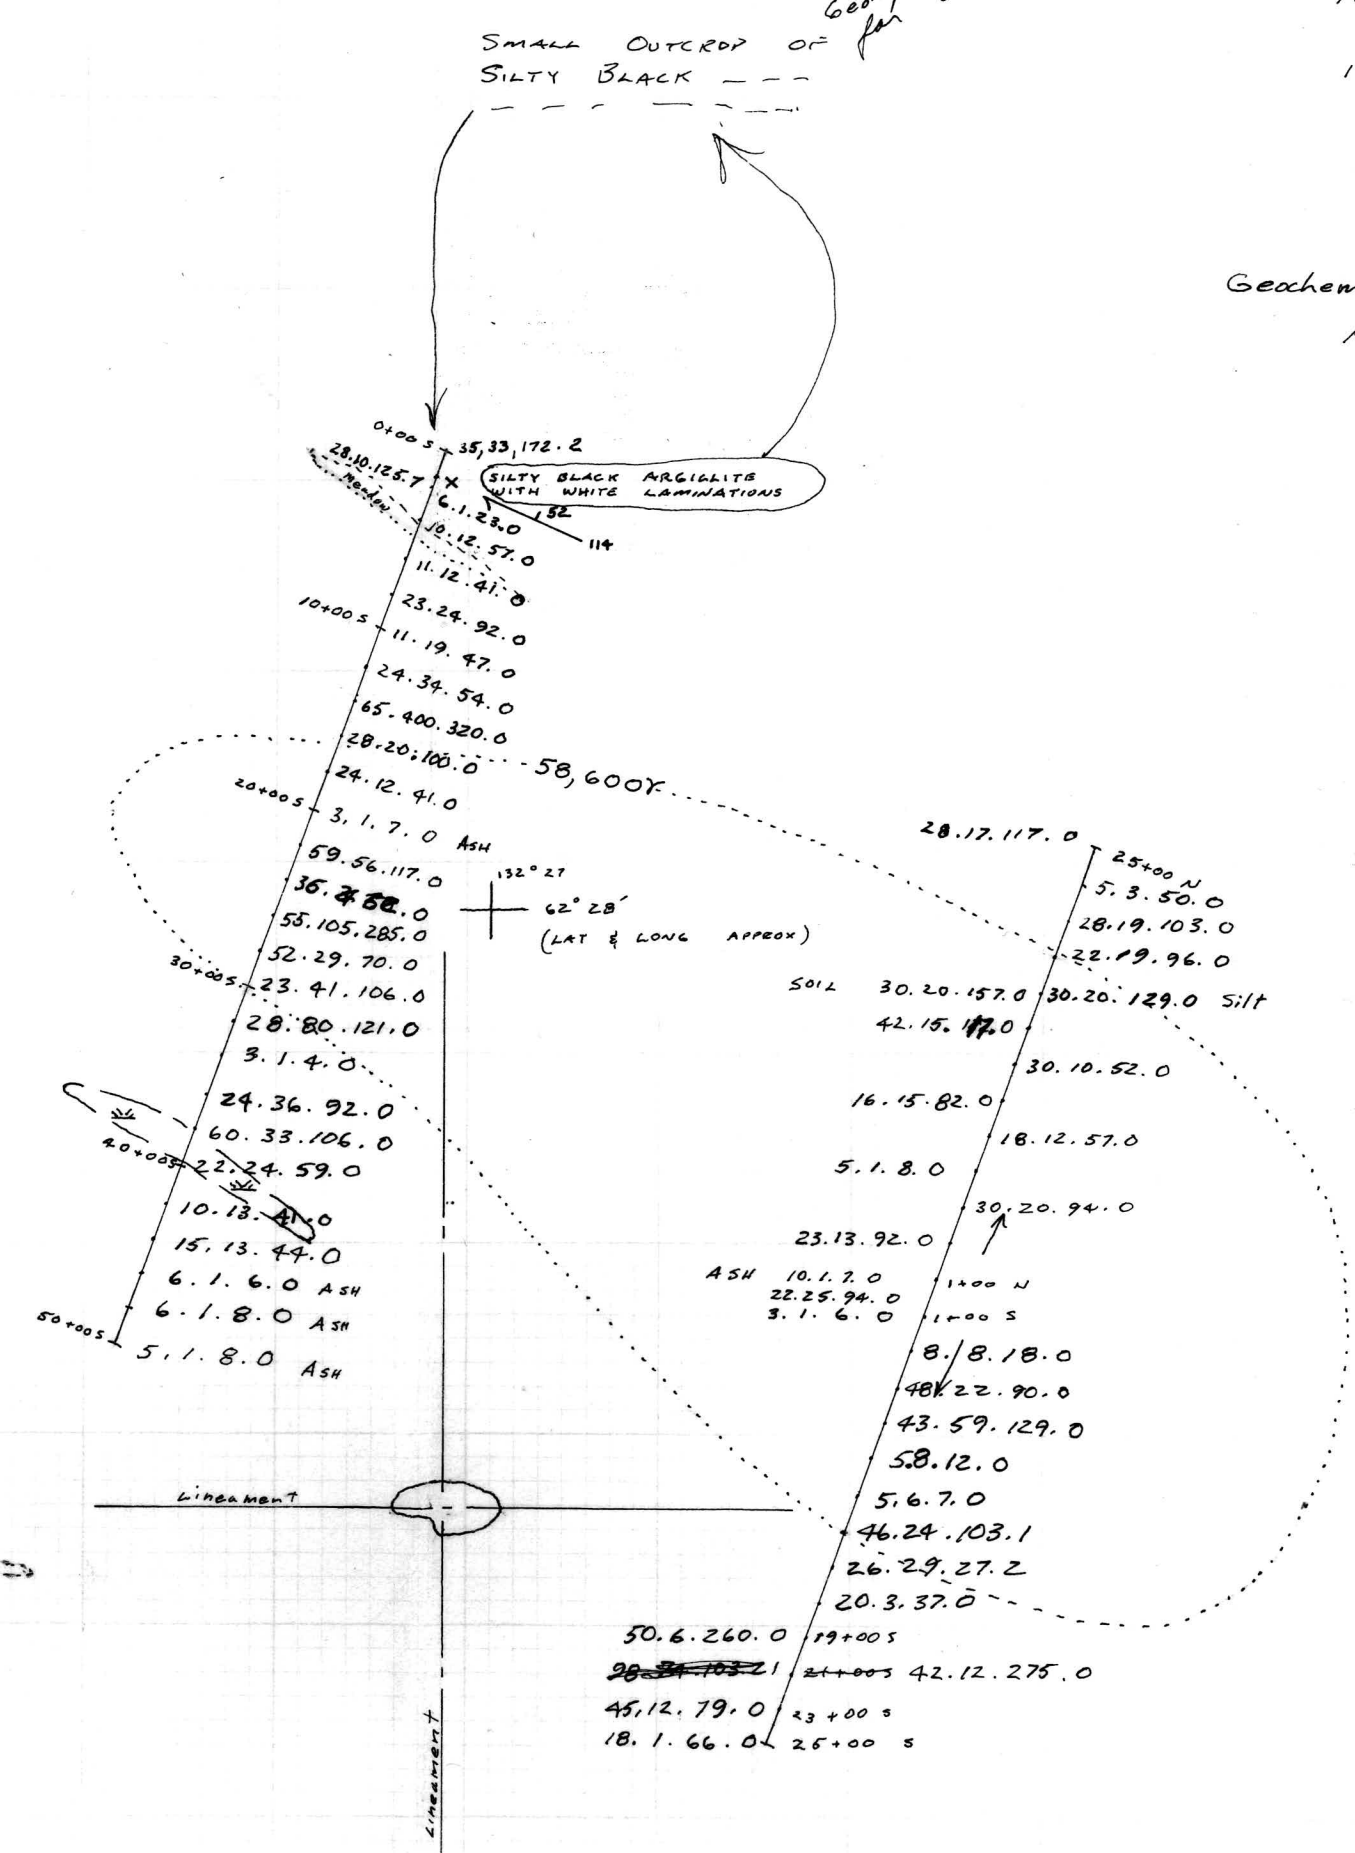 for
SMALL OUTCROP OF
SILTY BLACK — — —
Geochem
0+00 S 35,33,172.2
28.10.125.7 X
SILTY BLACK ARGILLITE
WITH WHITE LAMINATIONS
Meadow
6.1.23.0
152
114
10.12.57.0
11.12.41.0
23.24.92.0
10+00 S 11.19.47.0
24.34.54.0
65.400.320.0
28.20.100.0
58,600γ
24.12.41.0
20+00 S 3.1.7.0 ASH
59.56.117.0
36. .0
55.105.285.0
52.29.70.0
30+00 S 23.41.106.0
28.80.121.0
3.1.4.0
24.36.92.0
60.33.106.0
40+00 S 22.24.59.0
10.13.41.0
15.13.44.0
6.1.6.0 ASH
6.1.8.0 ASH
50+00 S 5.1.8.0 ASH
132° 27
62° 28′
(LAT & LONG APPROX)
28.17.117.0 25+00 N
5.3.50.0
28.19.103.0
22.19.96.0
SOIL 30.20.157.0 30.20.129.0 Silt
42.15.117.0
30.10.52.0
16.15.82.0
18.12.57.0
5.1.8.0
30.20.94.0
23.13.92.0
ASH 10.1.7.0 1+00 N
22.25.94.0
3.1.6.0 1+00 S
8.8.18.0
48.22.90.0
43.59.129.0
5.8.12.0
5.6.7.0
46.24.103.1
26.29.27.2
20.3.37.0
50.6.260.0 19+00 S
21+00 S 42.12.275.0
45,12.79.0 23+00 S
18.1.66.0 25+00 S
Lineament
Lineament